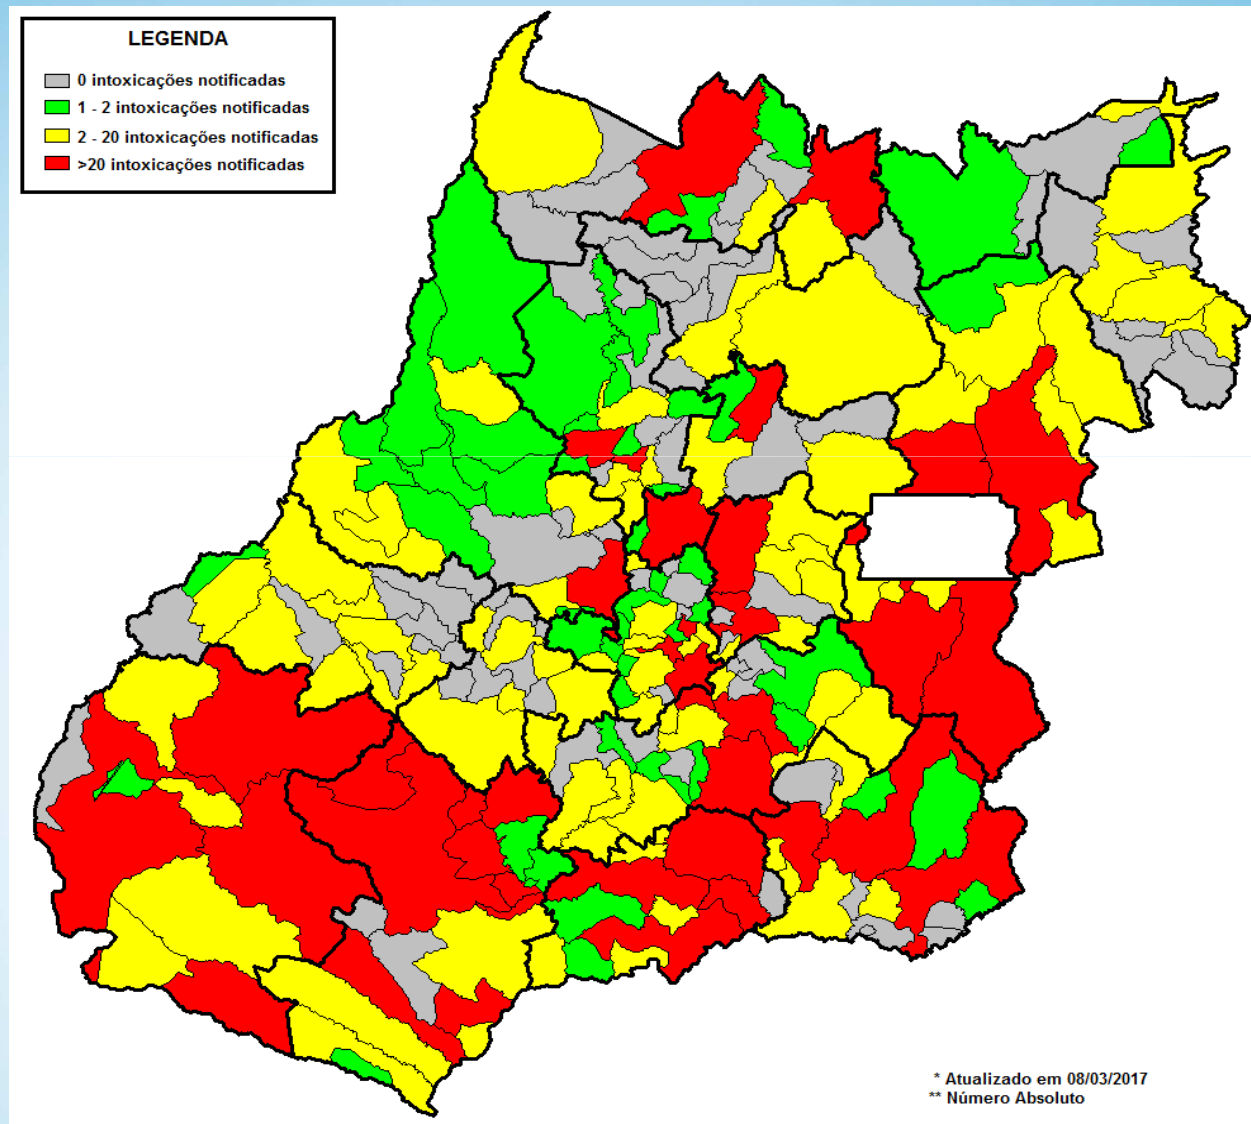 LEGENDA
0 intoxicações notificadas
1 - 2 intoxicações notificadas
2 - 20 intoxicações notificadas
>20 intoxicações notificadas
* Atualizado em 08/03/2017
** Número Absoluto